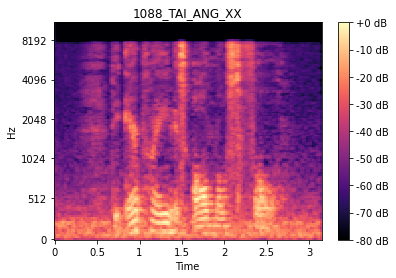 1088_TAI_ANG_XX
8192
4096
2048
1024
512
0
Hz
0
0.5
1
1.5
2
2.5
3
Time
+0 dB
-10 dB
-20 dB
-30 dB
-40 dB
-50 dB
-60 dB
-70 dB
-80 dB